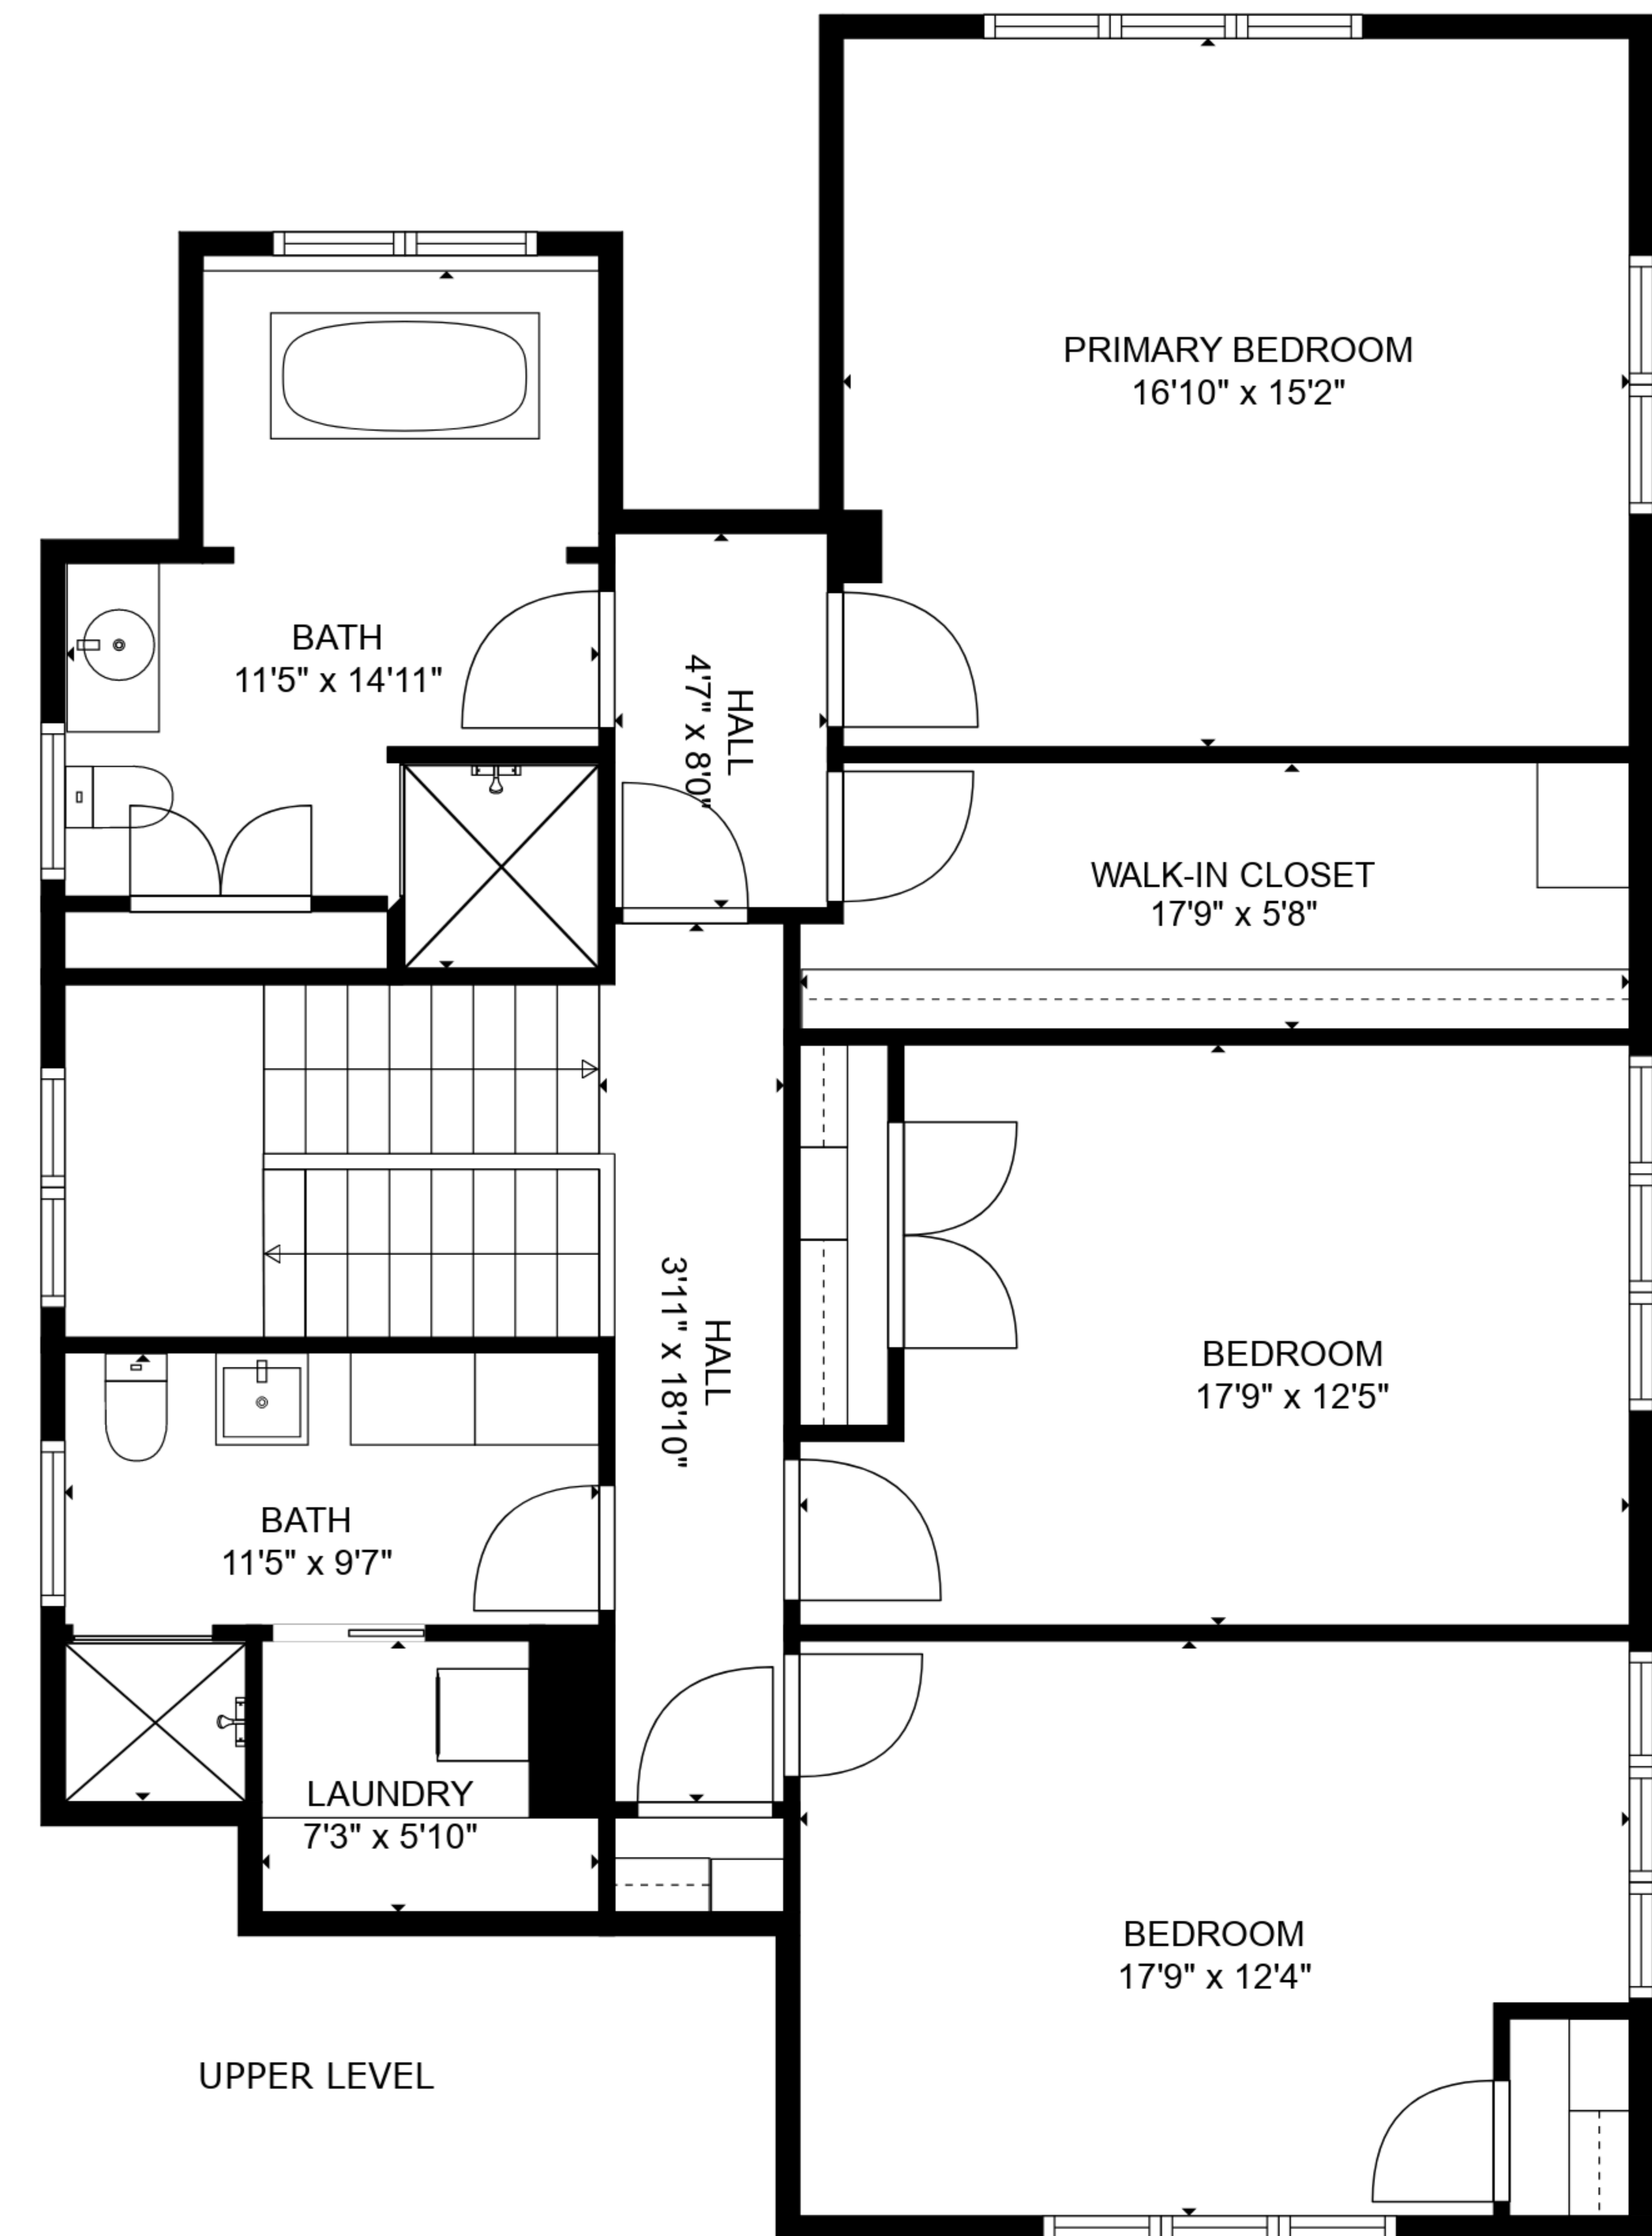 PRIMARY BEDROOM
16'10" x 15'2"
BATH
11'5" x 14'11"
HALL
4'7" x 8'0"
WALK-IN CLOSET
17'9" x 5'8"
HALL
3'11" x 18'10"
BEDROOM
17'9" x 12'5"
BATH
11'5" x 9'7"
LAUNDRY
7'3" x 5'10"
BEDROOM
17'9" x 12'4"
UPPER LEVEL